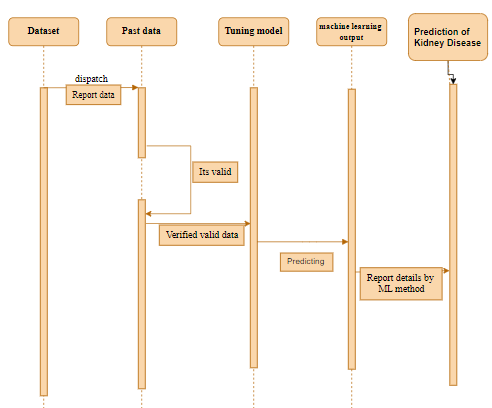 Dataset
Past data
Tuning model
machine learning
output
Prediction of
Kidney Disease
dispatch
Report data
Its valid
Verified valid data
Predicting
Report details by
ML method